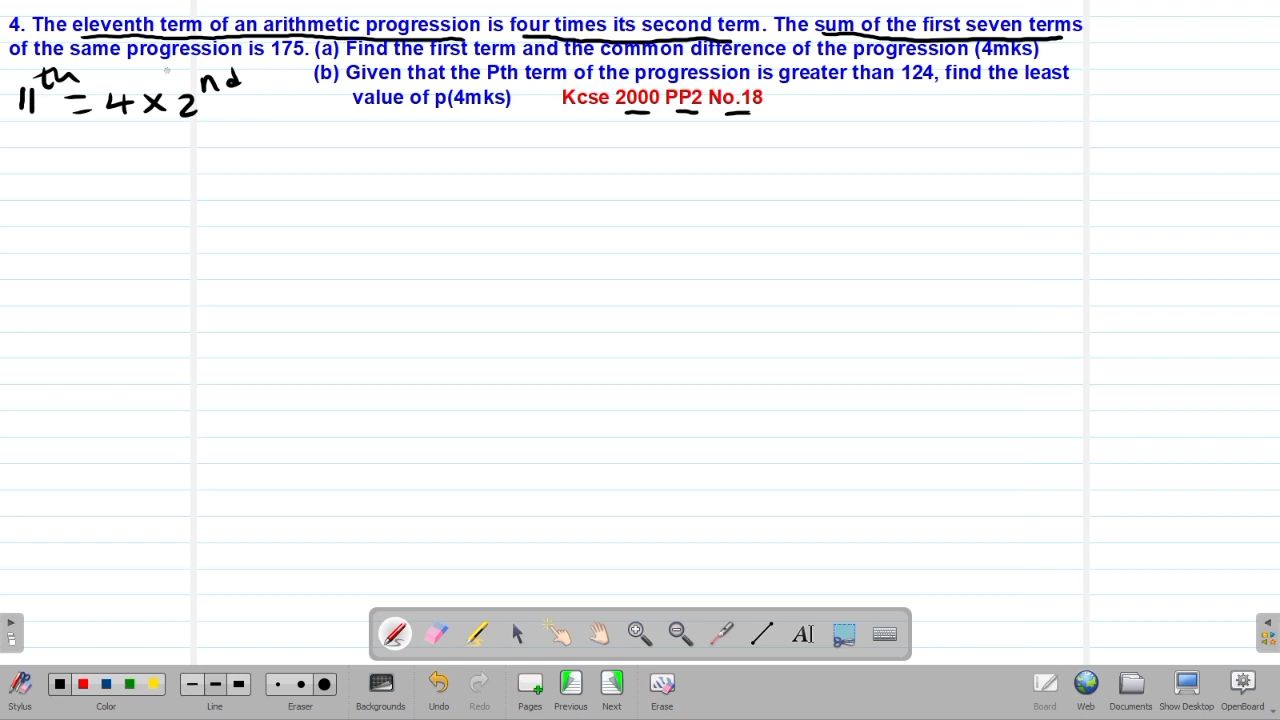 4. The eleventh term of an arithmetic progression is four times its second term. The sum of the first seven terms
of the same progression is 175. (a) Find the first term and the common difference of the progression (4mks)
(b) Given that the Pth term of the progression is greater than 124, find the least
value of p(4mks) Kcse 2000 PP2 No.18
11th = 4 × 2nd
Stylus Color Line Eraser Backgrounds Undo Redo Pages Previous Next Erase Board Web Documents Show Desktop OpenBoard